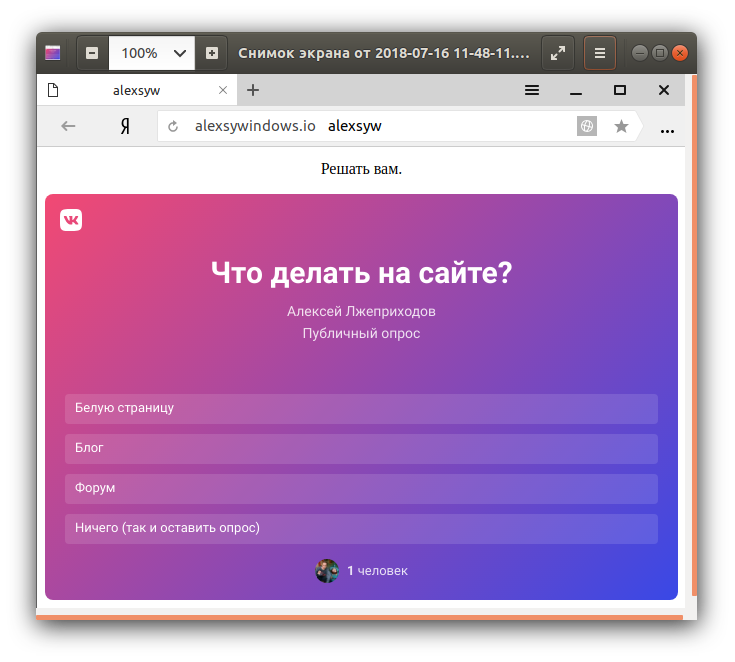 100%
Снимок экрана от 2018-07-16 11-48-11....
alexsyw
Я alexsywindows.io alexsyw
Решать вам.
Что делать на сайте?
Алексей Лжеприходов
Публичный опрос
Белую страницу
Блог
Форум
Ничего (так и оставить опрос)
1 человек